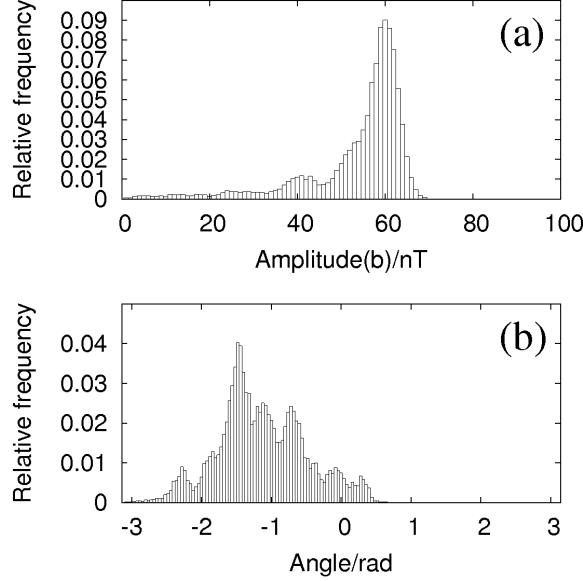 (a)
Relative frequency
0.09
0.08
0.07
0.06
0.05
0.04
0.03
0.02
0.01
0
0 20 40 60 80 100
Amplitude(b)/nT
(b)
Relative frequency
0.04
0.03
0.02
0.01
0
-3 -2 -1 0 1 2 3
Angle/rad